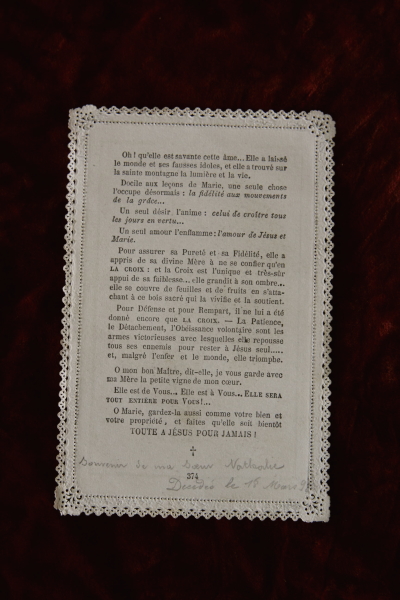 Oh! qu'elle est savante cette âme... Elle a laissé
le monde et ses fausses idoles, et elle a trouvé sur
la sainte montagne la lumière et la vie.
Docile aux leçons de Marie, une seule chose
l'occupe désormais : la fidélité aux mouvements
de la grâce...
Un seul désir l'anime : celui de croître tous
les jours en vertu...
Un seul amour l'enflamme : l'amour de Jésus et
Marie.
Pour assurer sa Pureté et sa Fidélité, elle a
appris de sa divine Mère à ne se confier qu'en
LA CROIX : et la Croix est l'unique et très-sûr
appui de sa faiblesse... elle grandit à son ombre...
elle se couvre de feuilles et de fruits en s'atta-
chant à ce bois sacré qui la vivifie et la soutient.
Pour Défense et pour Rempart, il ne lui a été
donné encore que LA CROIX. — La Patience,
le Détachement, l'Obéissance volontaire sont les
armes victorieuses avec lesquelles elle repousse
tous ses ennemis pour rester à Jésus seul.....
et, malgré l'enfer et le monde, elle triomphe.
O mon bon Maître, dit-elle, je vous garde avec
ma Mère la petite vigne de mon cœur.
Elle est de Vous... Elle est à Vous... ELLE SERA
TOUT ENTIÈRE POUR VOUS!...
O Marie, gardez-la aussi comme votre bien et
votre propriété, et faites qu'elle soit bientôt
TOUTE A JÉSUS POUR JAMAIS !
Souvenir de ma Sœur Nathalie
374
Décédée le 16 Mars